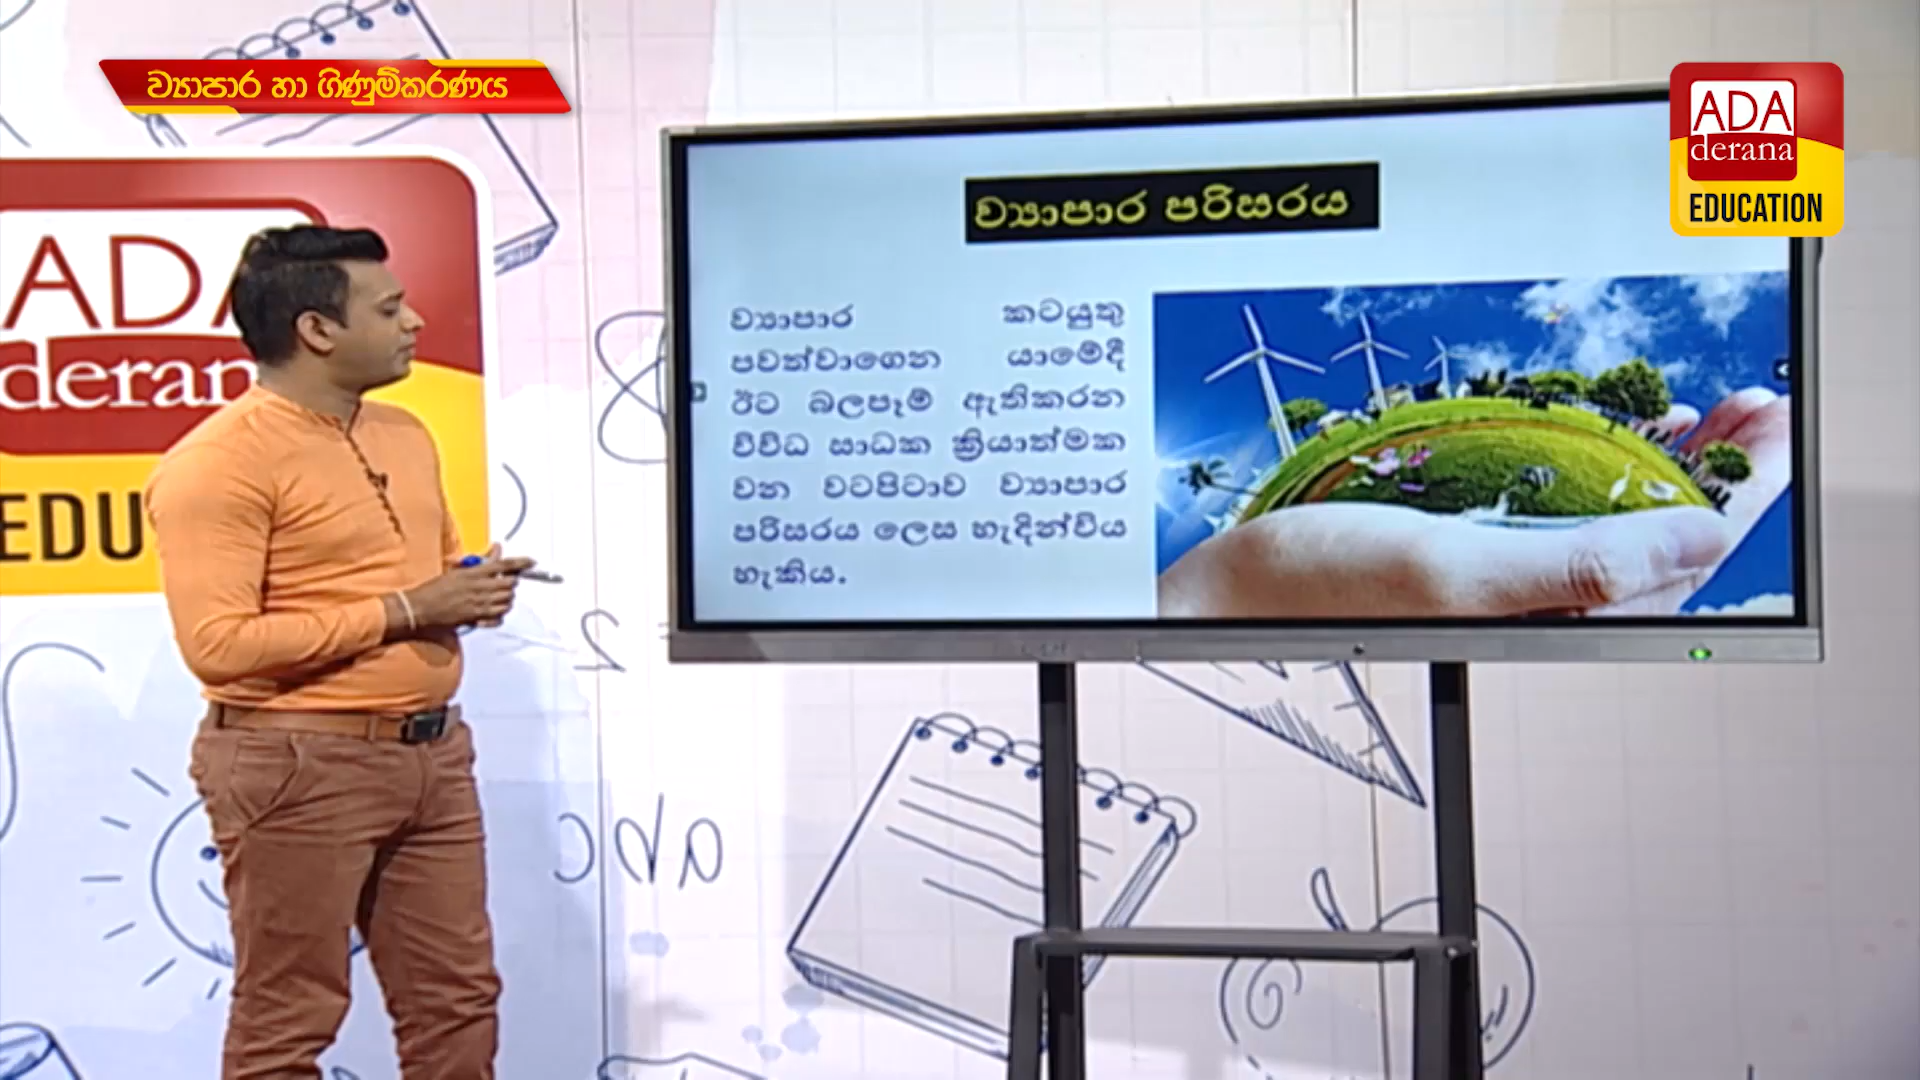 ව්‍යාපාර හා ගිණුම්කරණය
ADA
derana
EDUCATION
ADA
deran
EDU
ව්‍යාපාර පරිසරය
ව්‍යාපාර කටයුතු
පවත්වාගෙන යාමේදී
ඊට බලපෑම් ඇතිකරන
විවිධ සාධක ක්‍රියාත්මක
වන වටපිටාව ව්‍යාපාර
පරිසරය ලෙස හැඳින්විය
හැකිය.